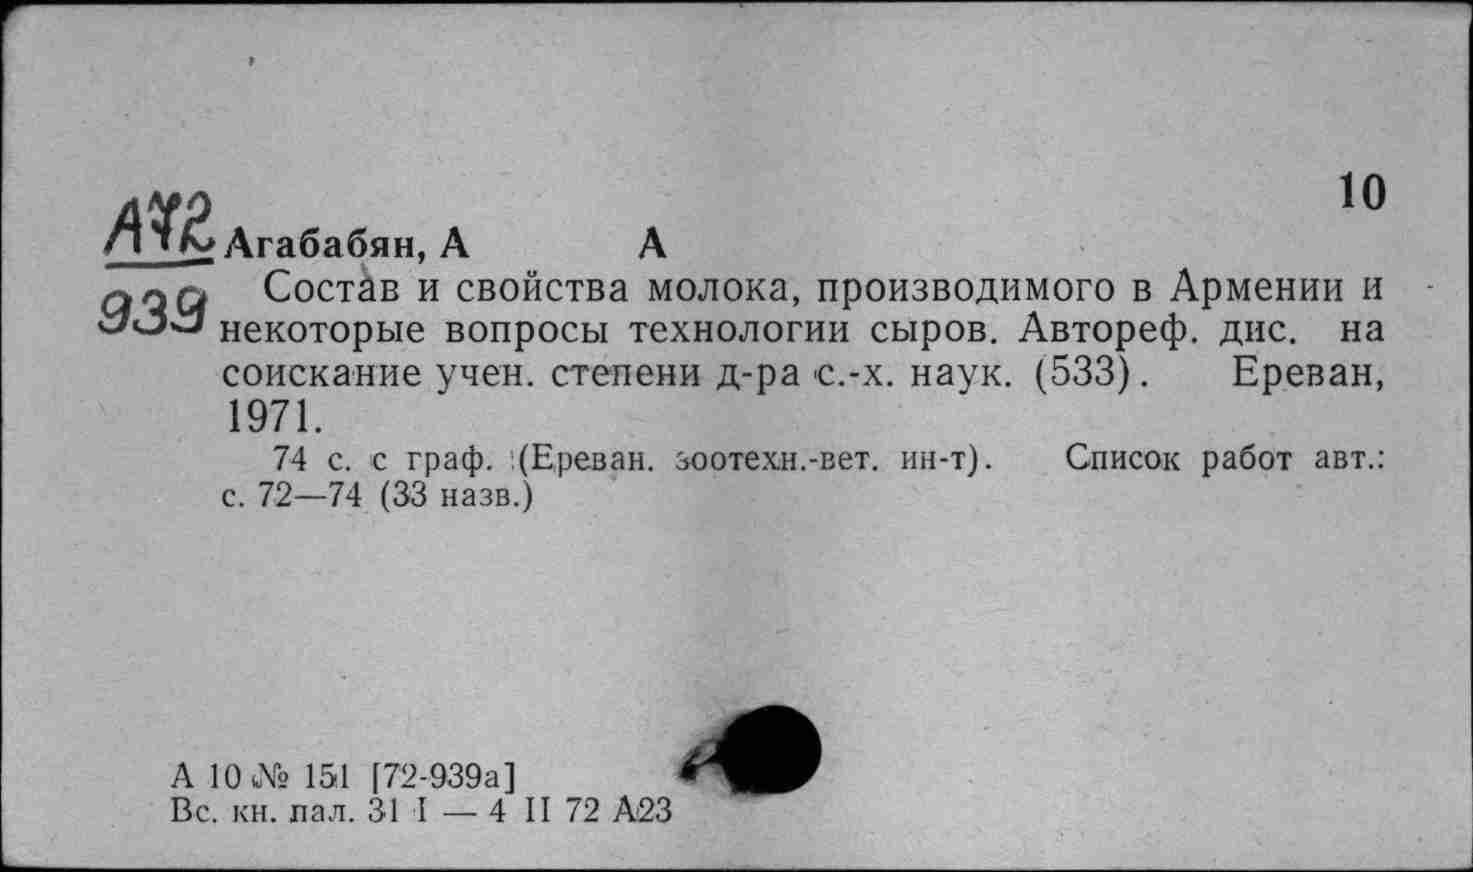 10
А72
939
Агабабян, А А
Состав и свойства молока, производимого в Армении и
некоторые вопросы технологии сыров. Автореф. дис. на
соискание учен. степени д-ра с.-х. наук. (533). Ереван,
1971.
74 с. с граф. (Ереван. зоотехн.-вет. ин-т). Список работ авт.:
с. 72—74 (33 назв.)
А 10 № 151 [72-939а]
Вс. кн. пал. 31 I — 4 II 72 А23